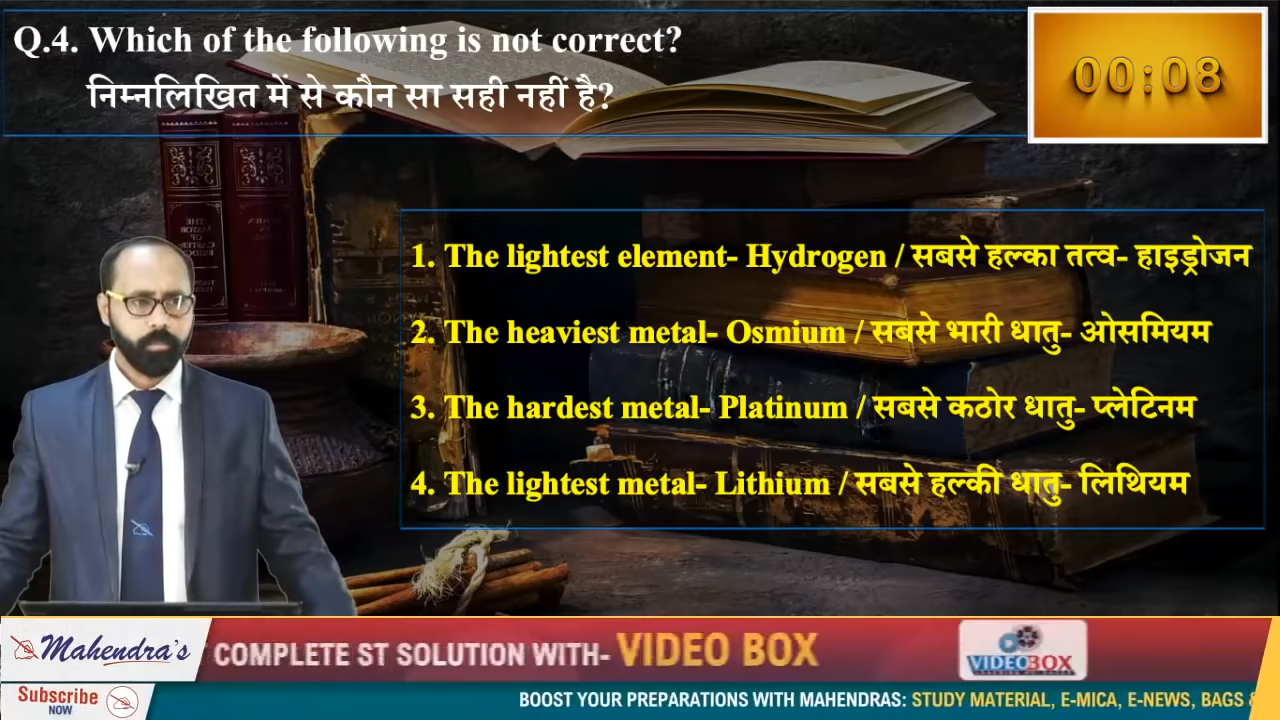 Q.4. Which of the following is not correct?
निम्नलिखित में से कौन सा सही नहीं है?
00:08
1. The lightest element- Hydrogen / सबसे हल्का तत्व- हाइड्रोजन
2. The heaviest metal- Osmium / सबसे भारी धातु- ओसमियम
3. The hardest metal- Platinum / सबसे कठोर धातु- प्लेटिनम
4. The lightest metal- Lithium / सबसे हल्की धातु- लिथियम
Mahendra's
COMPLETE ST SOLUTION WITH- VIDEO BOX
VIDEOBOX
Subscribe
NOW
BOOST YOUR PREPARATIONS WITH MAHENDRAS: STUDY MATERIAL, E-MICA, E-NEWS, BAGS